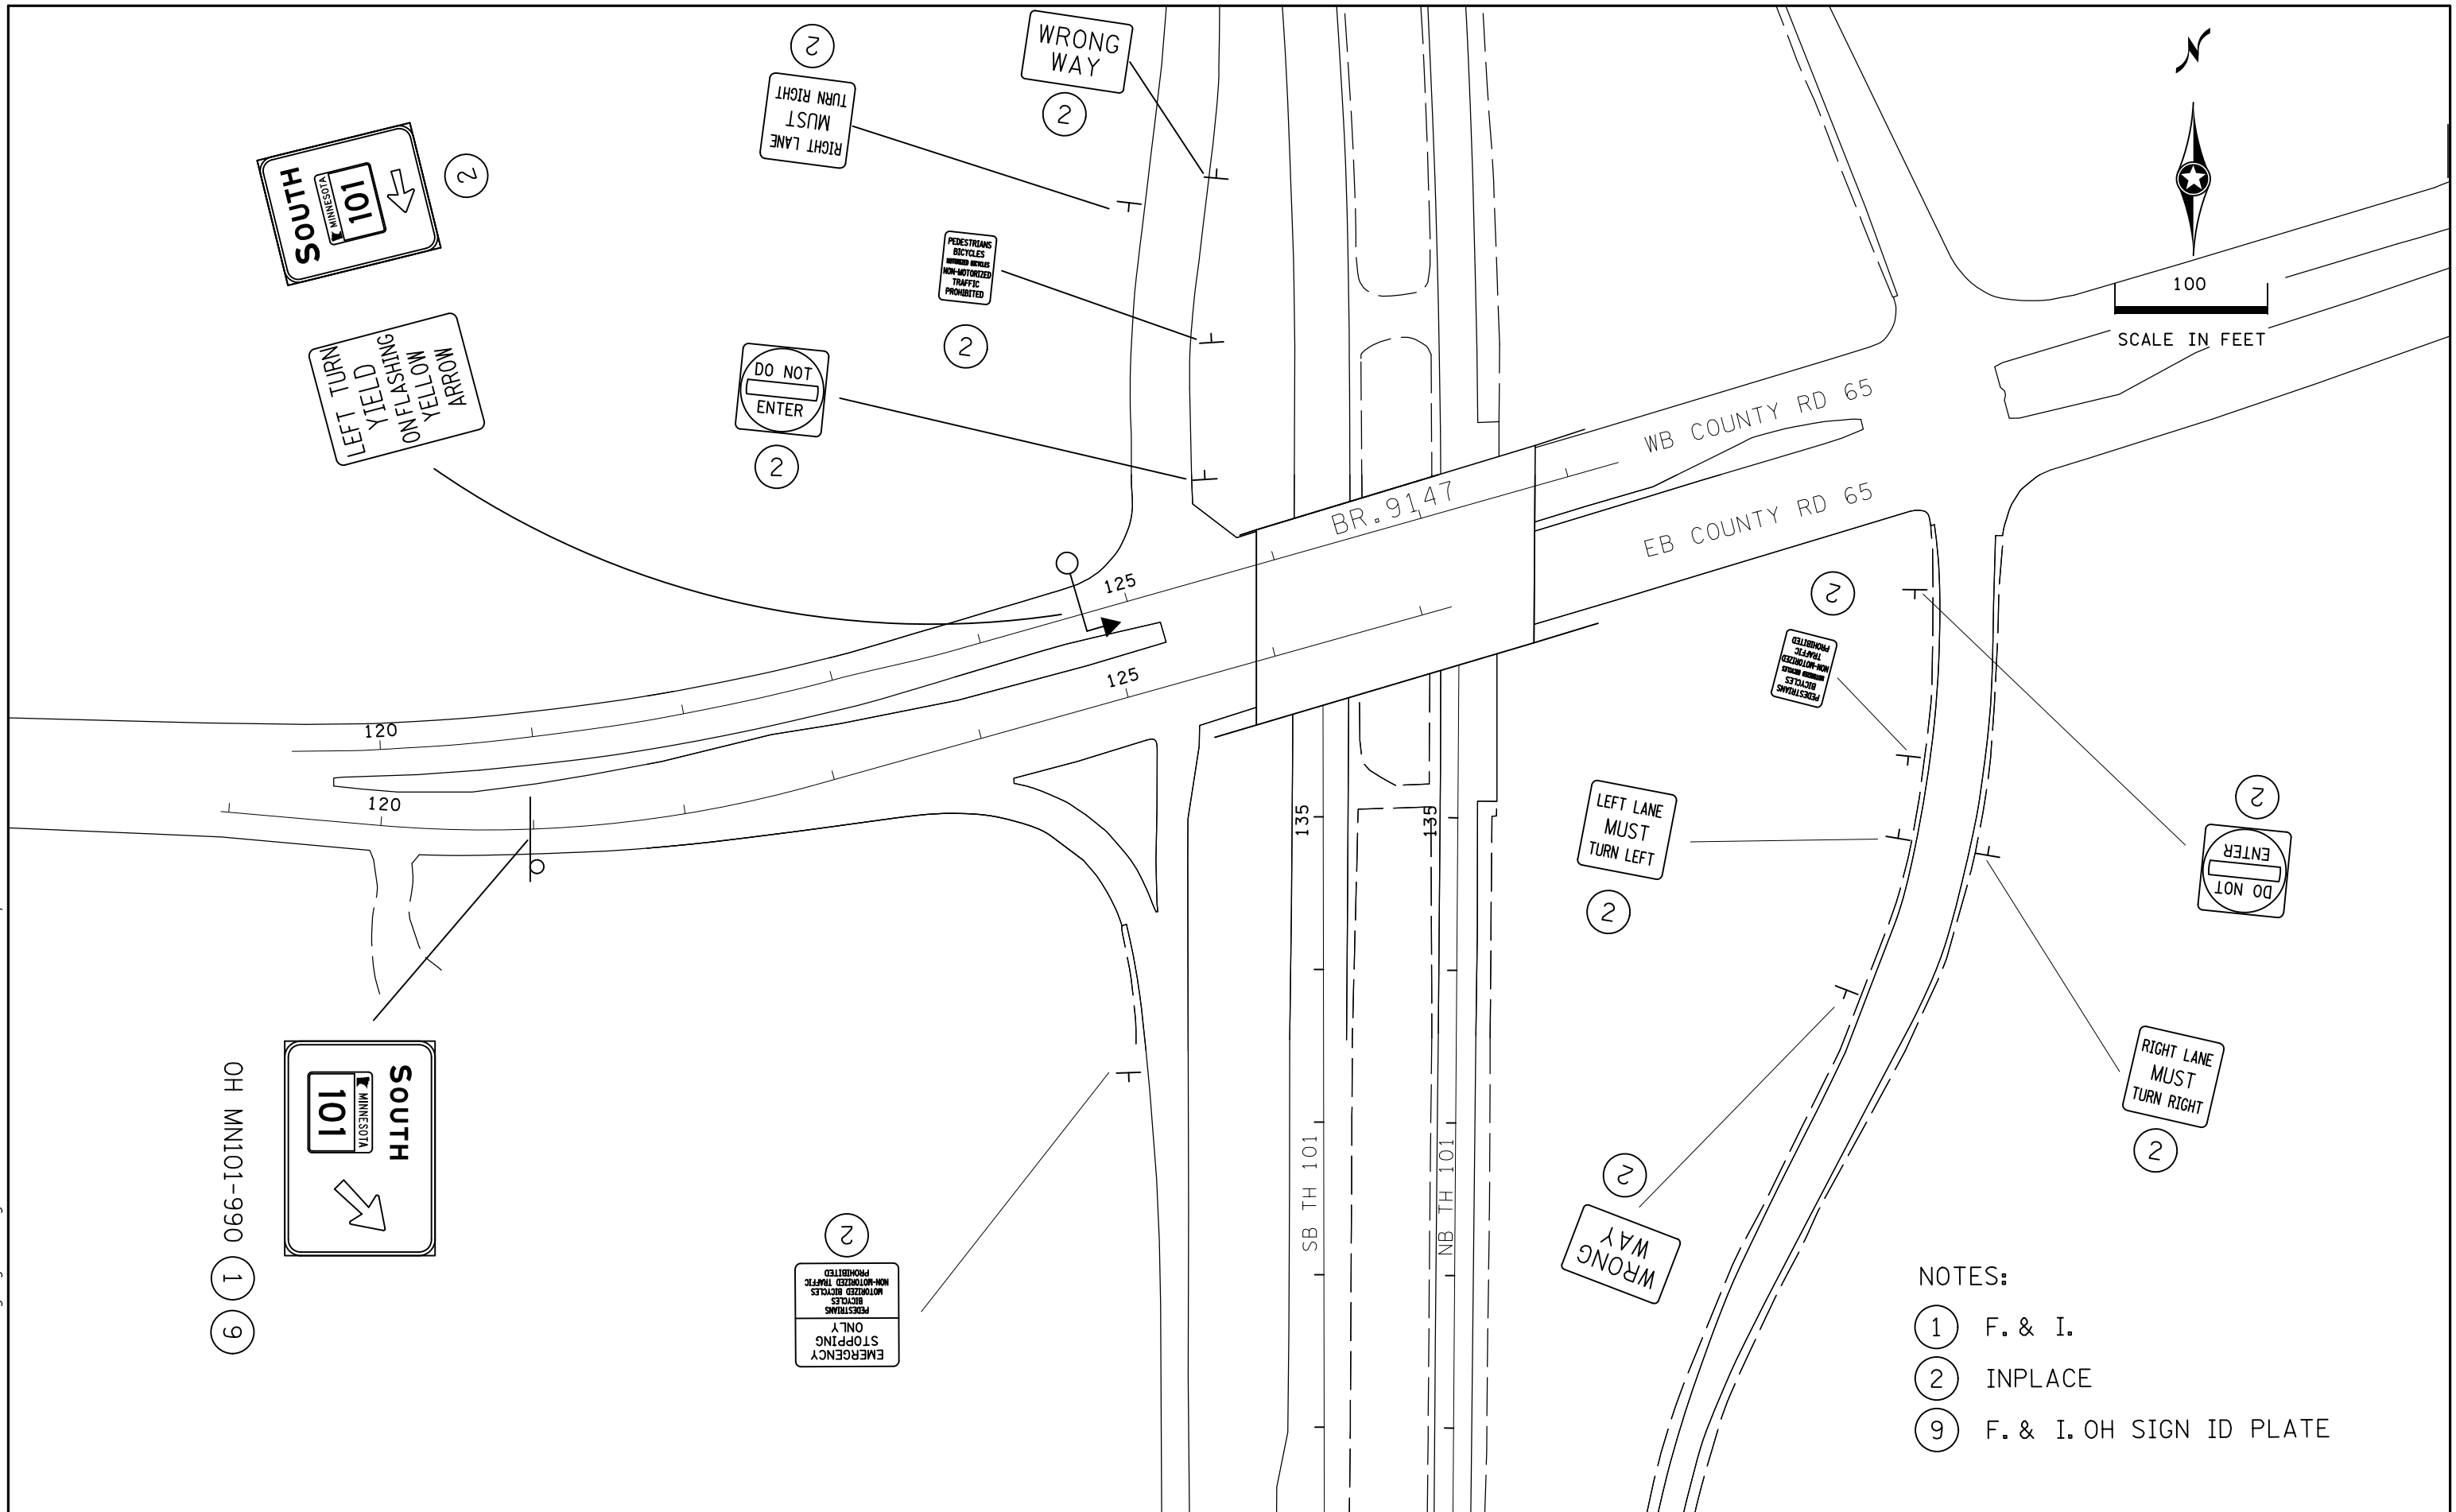 2
WRONG
WAY
2
RIGHT LANE
MUST
TURN RIGHT
SOUTH
MINNESOTA
101
2
PEDESTRIANS
BICYCLES
MOTORIZED BICYCLES
NON-MOTORIZED
TRAFFIC
PROHIBITED
2
LEFT TURN
YIELD
ONFLASHING
YELLOW
ARROW
DO NOT
ENTER
2
N
100
SCALE IN FEET
WB COUNTY RD 65
EB COUNTY RD 65
BR.9147
125
125
120
120
135
135
2
PEDESTRIANS
BICYCLES
MOTORIZED BICYCLES
NON-MOTORIZED
TRAFFIC
PROHIBITED
LEFT LANE
MUST
TURN LEFT
2
2
DO NOT
ENTER
RIGHT LANE
MUST
TURN RIGHT
2
2
WRONG
WAY
SB TH 101
NB TH 101
SOUTH
MINNESOTA
101
OH MN101-990 1 9
2
EMERGENCY
STOPPING
ONLY
PEDESTRIANS
BICYCLES
MOTORIZED BICYCLES
NON-MOTORIZED TRAFFIC
PROHIBITED
NOTES:
1 F. & I.
2 INPLACE
9 F. & I. OH SIGN ID PLATE